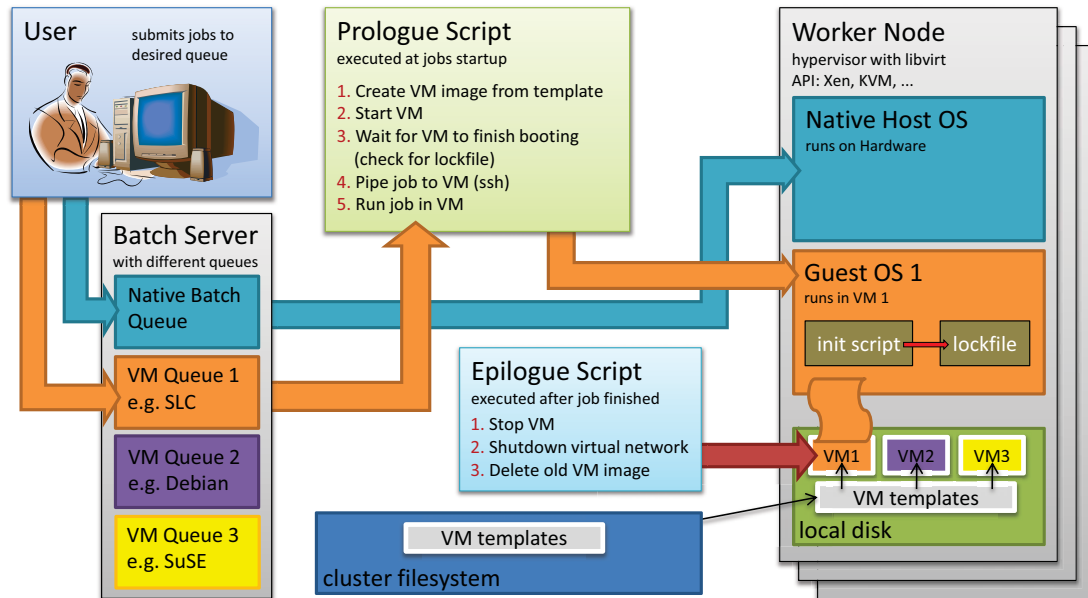 User
submits jobs to
desired queue
Batch Server
with different queues
Native Batch
Queue
VM Queue 1
e.g. SLC
VM Queue 2
e.g. Debian
VM Queue 3
e.g. SuSE
Prologue Script
executed at jobs startup
1. Create VM image from template
2. Start VM
3. Wait for VM to finish booting
(check for lockfile)
4. Pipe job to VM (ssh)
5. Run job in VM
Epilogue Script
executed after job finished
1. Stop VM
2. Shutdown virtual network
3. Delete old VM image
VM templates
cluster filesystem
Worker Node
hypervisor with libvirt
API: Xen, KVM, ...
Native Host OS
runs on Hardware
Guest OS 1
runs in VM 1
init script
lockfile
VM1
VM2
VM3
VM templates
local disk